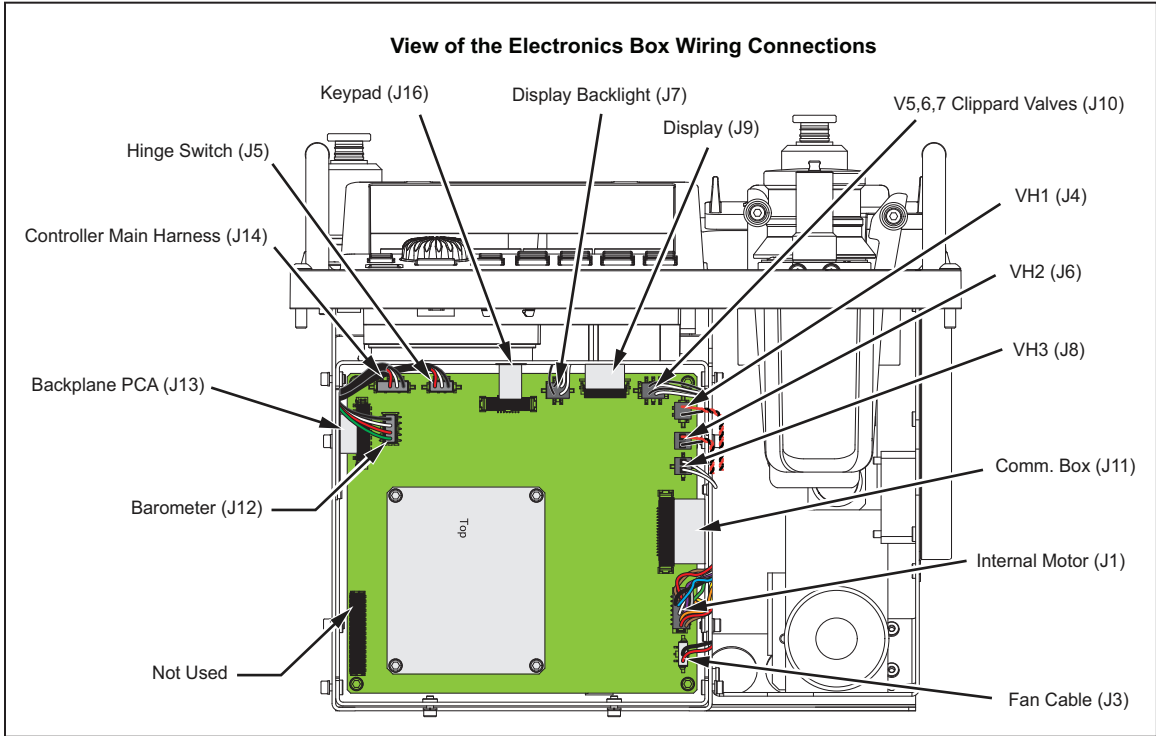 View of the Electronics Box Wiring Connections
Keypad (J16)
Display Backlight (J7)
V5,6,7 Clippard Valves (J10)
Display (J9)
Hinge Switch (J5)
VH1 (J4)
Controller Main Harness (J14)
VH2 (J6)
VH3 (J8)
Backplane PCA (J13)
Comm. Box (J11)
Barometer (J12)
Top
Internal Motor (J1)
Not Used
Fan Cable (J3)